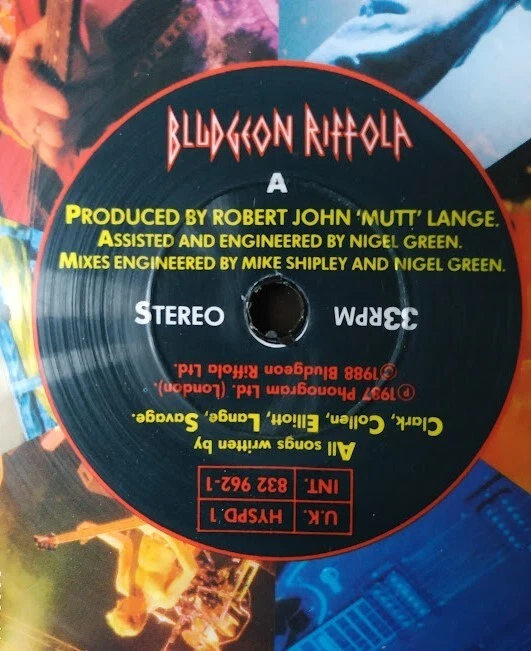 BLUDGEON RIFFOLA
A
PRODUCED BY ROBERT JOHN 'MUTT' LANGE.
ASSISTED AND ENGINEERED BY NIGEL GREEN.
MIXES ENGINEERED BY MIKE SHIPLEY AND NIGEL GREEN.
STEREO
33RPM
U.K. HYSPD.1
INT. 832 962-1
All songs written by
Clark, Collen, Elliott, Lange, Savage.
℗1987 Phonogram Ltd. (London).
©1988 Bludgeon Riffola Ltd.